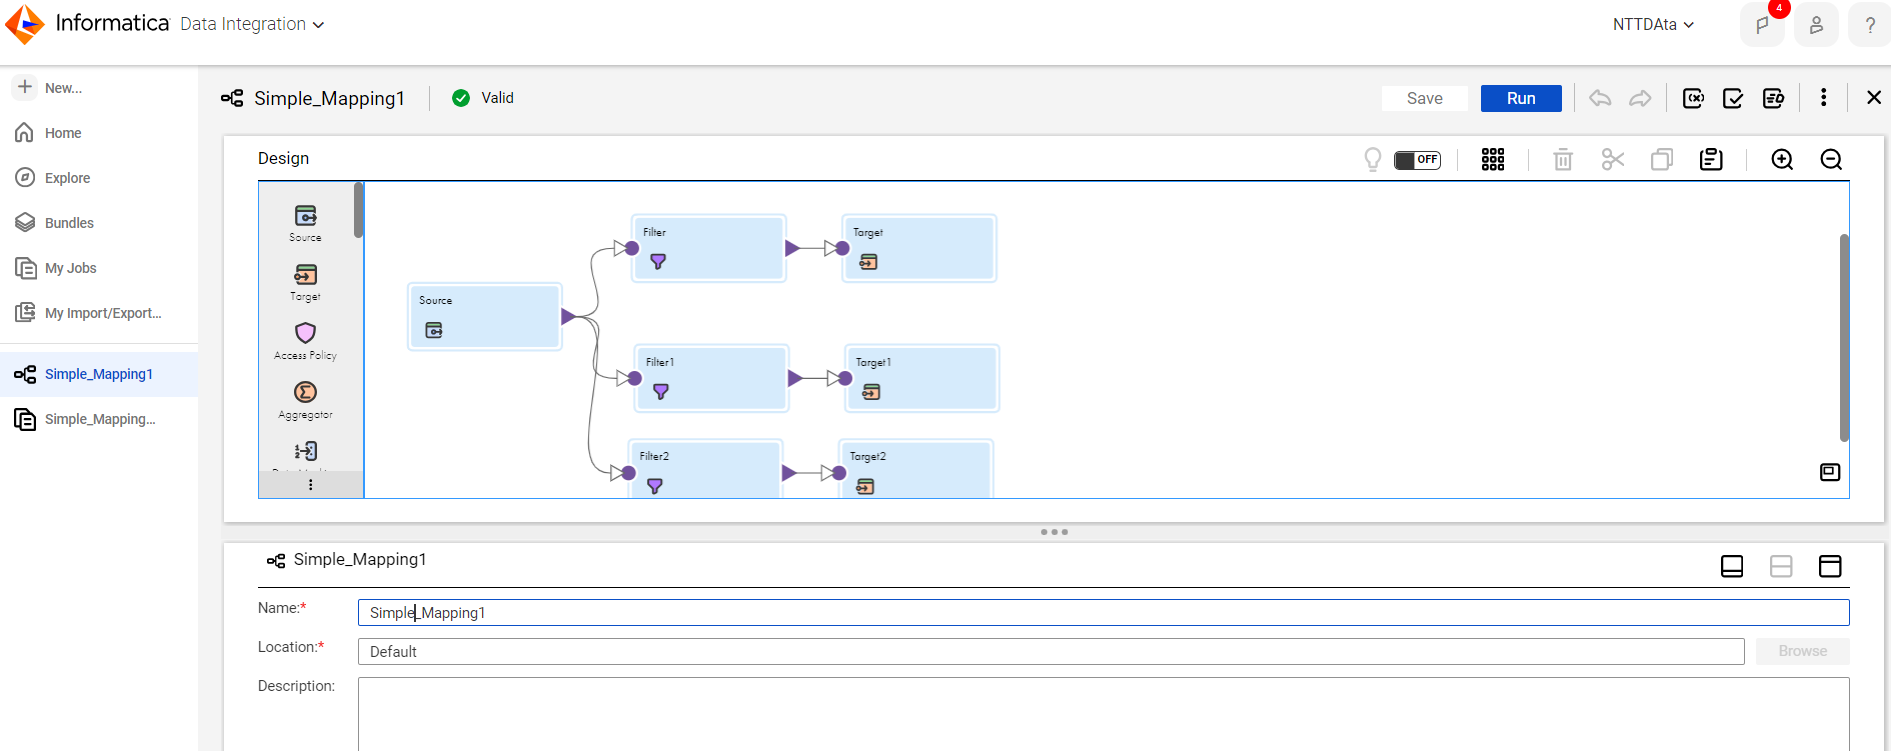 Informatica Data Integration
NTTDAta
4
?
New...
Home
Explore
Bundles
My Jobs
My Import/Export...
Simple_Mapping1
Simple_Mapping...
Simple_Mapping1
Valid
Save
Run
Design
OFF
Source
Target
Access Policy
Aggregator
Source
Filter
Target
Filter1
Target1
Filter2
Target2
Simple_Mapping1
Name:*
Simple_Mapping1
Location:*
Default
Browse
Description: